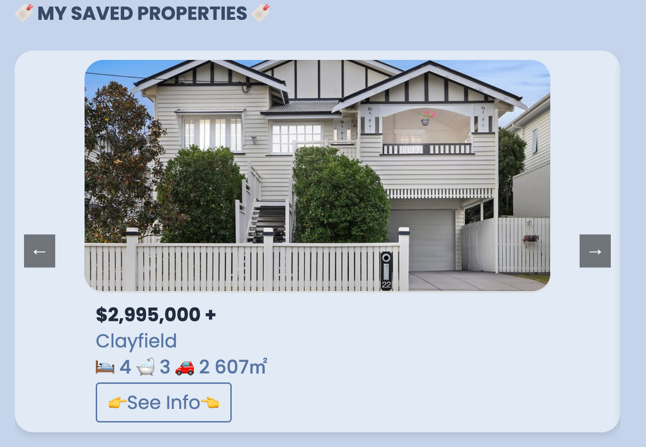 MY SAVED PROPERTIES
22
←
→
$2,995,000 +
Clayfield
4 3 2 607m²
👉See Info👈